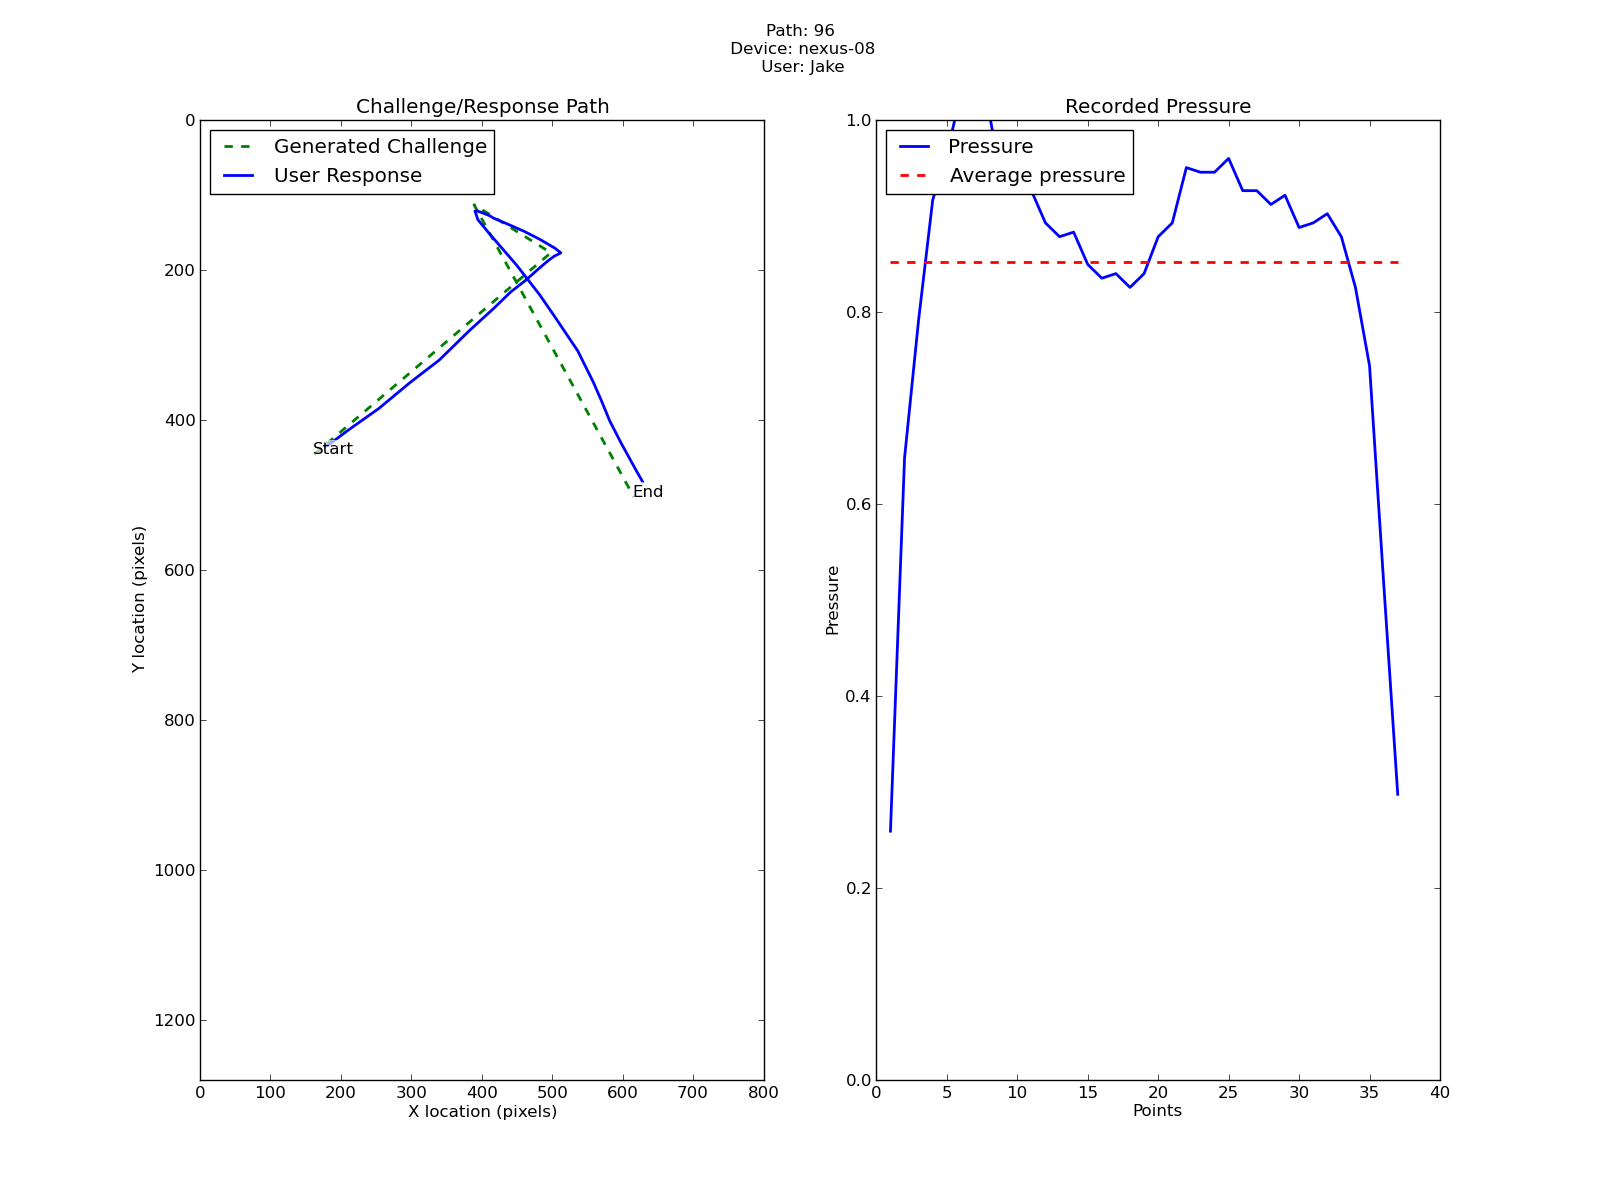 Path: 96
Device: nexus-08
User: Jake
Challenge/Response Path
Generated Challenge
User Response
Start
End
0
200
400
600
800
1000
1200
Y location (pixels)
0 100 200 300 400 500 600 700 800
X location (pixels)
Recorded Pressure
Pressure
Average pressure
1.0
0.8
0.6
0.4
0.2
0.0
Pressure
0 5 10 15 20 25 30 35 40
Points